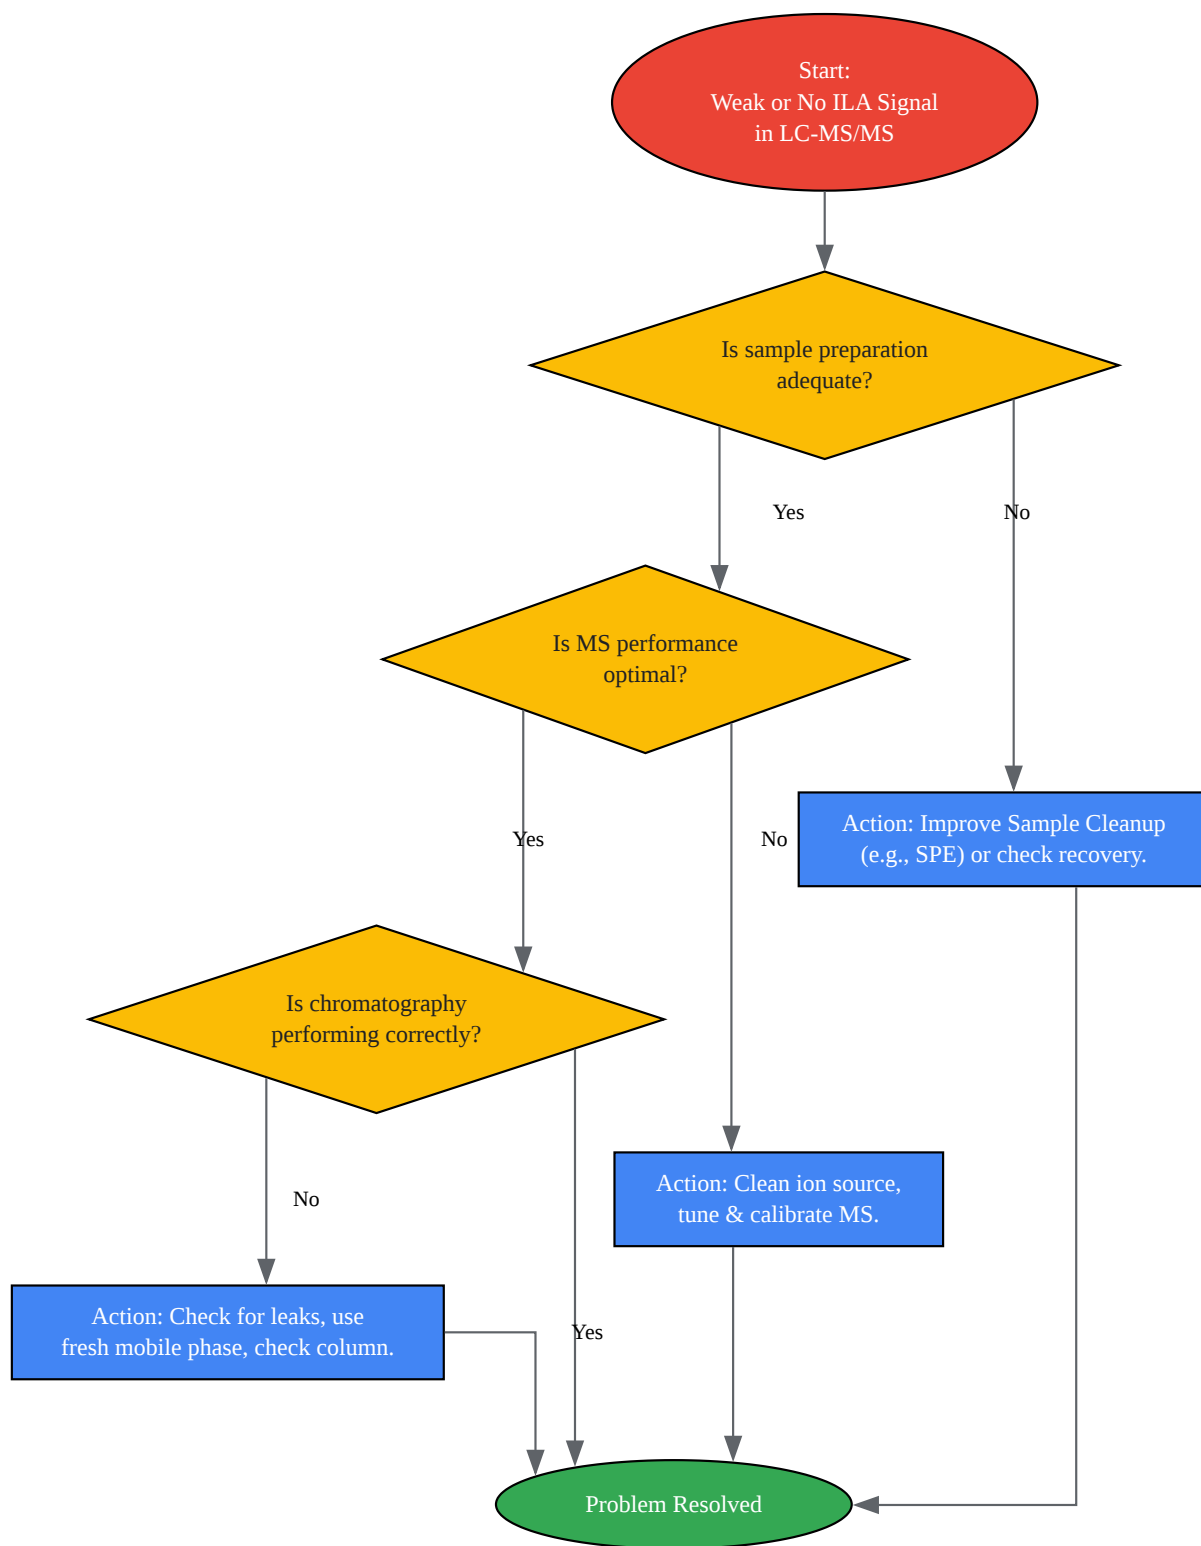 Start:
Weak or No ILA Signal
in LC-MS/MS
Is sample preparation
adequate?
Yes
No
Is MS performance
optimal?
Yes
No
Action: Improve Sample Cleanup
(e.g., SPE) or check recovery.
Is chromatography
performing correctly?
Action: Clean ion source,
tune & calibrate MS.
No
Action: Check for leaks, use
fresh mobile phase, check column.
Yes
Problem Resolved